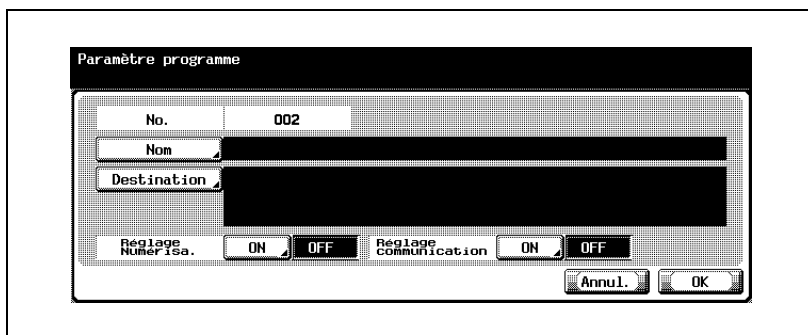 Paramètre programme
No. 002
Nom
Destination
Réglage Numérisa. ON OFF Réglage communication ON OFF
Annul. OK